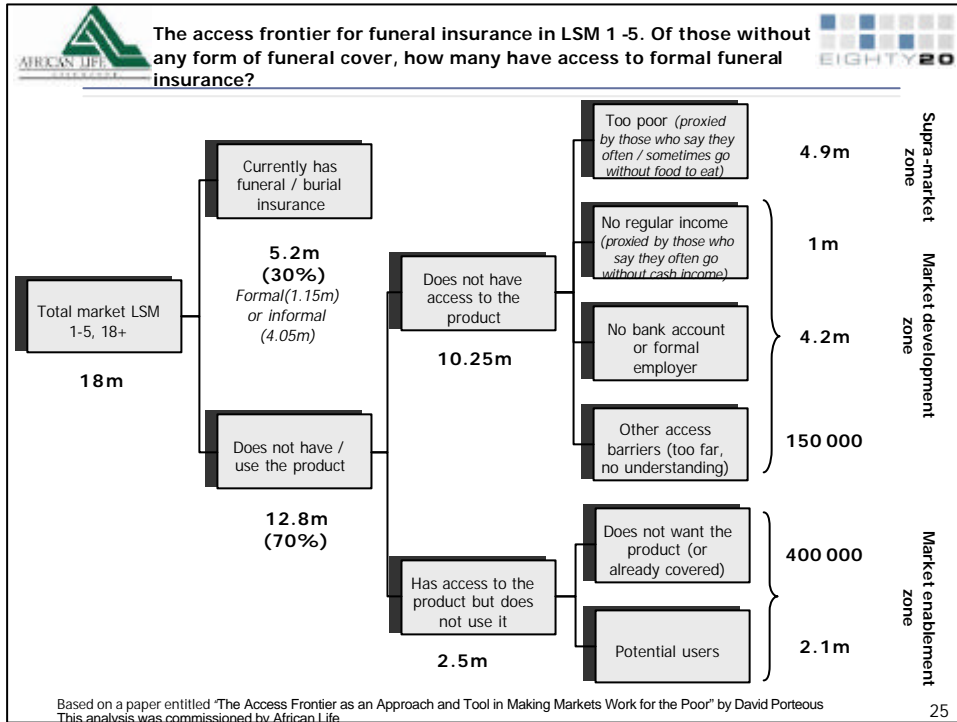 The access frontier for funeral insurance in LSM 1 -5. Of those without
any form of funeral cover, how many have access to formal funeral
insurance?
AFRICAN LIFE
EIGHTY20
Total market LSM
1-5, 18+
18m
Currently has
funeral / burial
insurance
5.2m
(30%)
Formal(1.15m)
or informal
(4.05m)
Does not have /
use the product
12.8m
(70%)
Does not have
access to the
product
10.25m
Has access to the
product but does
not use it
2.5m
Too poor (proxied
by those who say they
often / sometimes go
without food to eat)
4.9m
No regular income
(proxied by those who
say they often go
without cash income)
1m
No bank account
or formal
employer
4.2m
Other access
barriers (too far,
no understanding)
150 000
Does not want the
product (or
already covered)
400 000
Potential users
2.1m
Supra-market
zone
Market development
zone
Market enablement
zone
Based on a paper entitled "The Access Frontier as an Approach and Tool in Making Markets Work for the Poor" by David Porteous
This analysis was commissioned by African Life
25